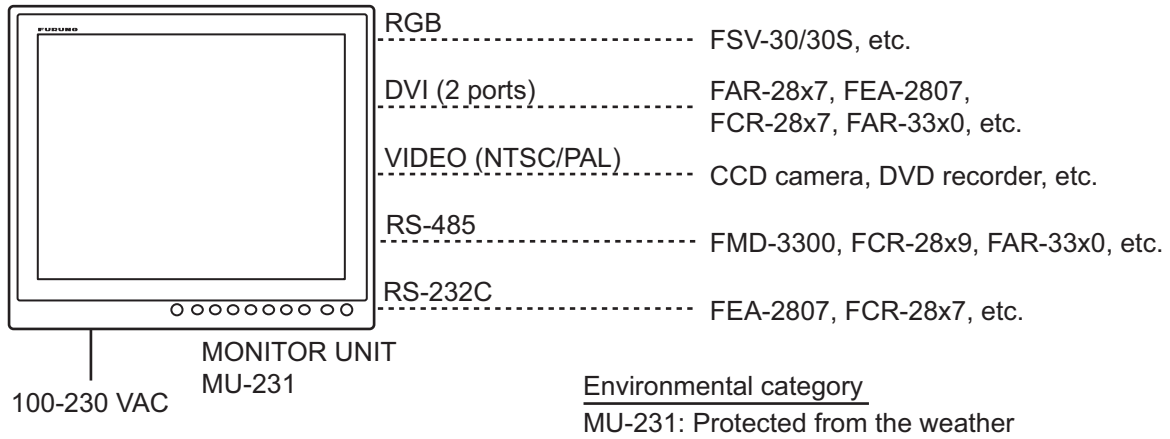 FURUNO
RGB
FSV-30/30S, etc.
DVI (2 ports)
FAR-28x7, FEA-2807,
FCR-28x7, FAR-33x0, etc.
VIDEO (NTSC/PAL)
CCD camera, DVD recorder, etc.
RS-485
FMD-3300, FCR-28x9, FAR-33x0, etc.
RS-232C
FEA-2807, FCR-28x7, etc.
MONITOR UNIT
MU-231
100-230 VAC
Environmental category
MU-231: Protected from the weather